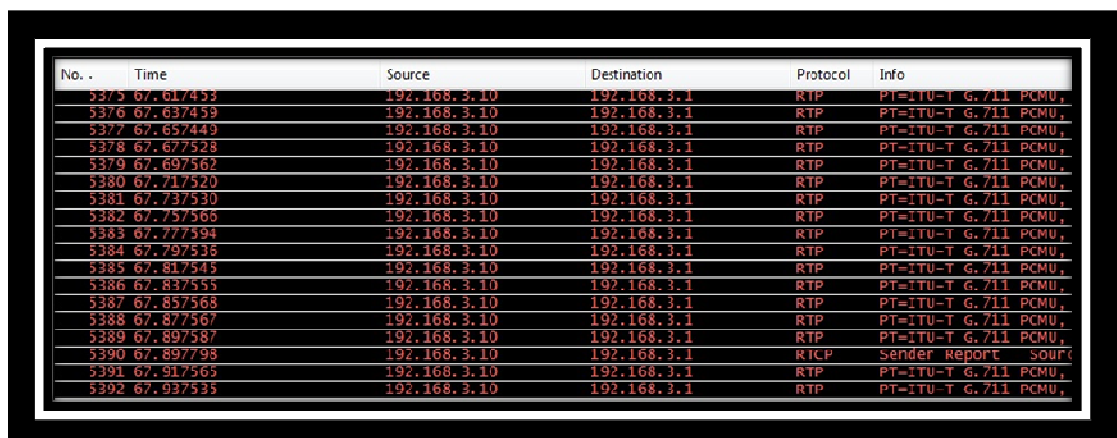 No. . Time Source Destination Protocol Info
5375 67.617453 192.168.3.10 192.168.3.1 RTP PT=ITU-T G.711 PCMU,
5376 67.637459 192.168.3.10 192.168.3.1 RTP PT=ITU-T G.711 PCMU,
5377 67.657449 192.168.3.10 192.168.3.1 RTP PT=ITU-T G.711 PCMU,
5378 67.677528 192.168.3.10 192.168.3.1 RTP PT=ITU-T G.711 PCMU,
5379 67.697562 192.168.3.10 192.168.3.1 RTP PT=ITU-T G.711 PCMU,
5380 67.717520 192.168.3.10 192.168.3.1 RTP PT=ITU-T G.711 PCMU,
5381 67.737530 192.168.3.10 192.168.3.1 RTP PT=ITU-T G.711 PCMU,
5382 67.757566 192.168.3.10 192.168.3.1 RTP PT=ITU-T G.711 PCMU,
5383 67.777594 192.168.3.10 192.168.3.1 RTP PT=ITU-T G.711 PCMU,
5384 67.797536 192.168.3.10 192.168.3.1 RTP PT=ITU-T G.711 PCMU,
5385 67.817545 192.168.3.10 192.168.3.1 RTP PT=ITU-T G.711 PCMU,
5386 67.837555 192.168.3.10 192.168.3.1 RTP PT=ITU-T G.711 PCMU,
5387 67.857568 192.168.3.10 192.168.3.1 RTP PT=ITU-T G.711 PCMU,
5388 67.877567 192.168.3.10 192.168.3.1 RTP PT=ITU-T G.711 PCMU,
5389 67.897587 192.168.3.10 192.168.3.1 RTP PT=ITU-T G.711 PCMU,
5390 67.897798 192.168.3.10 192.168.3.1 RTCP Sender Report Sourc
5391 67.917565 192.168.3.10 192.168.3.1 RTP PT=ITU-T G.711 PCMU,
5392 67.937535 192.168.3.10 192.168.3.1 RTP PT=ITU-T G.711 PCMU,